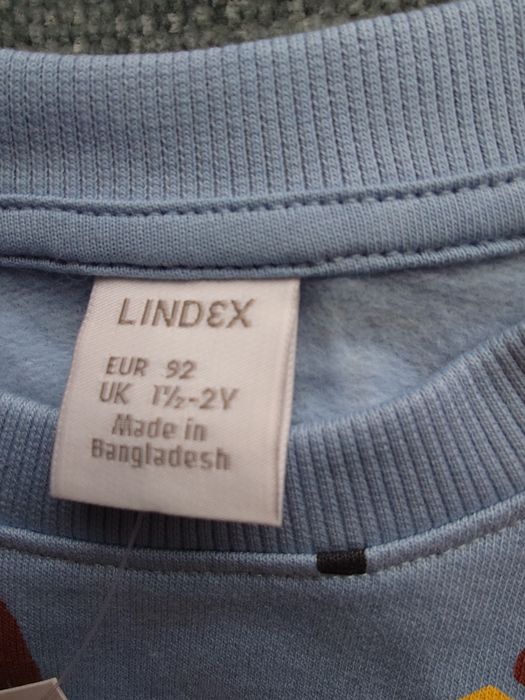 LINDEX
EUR 92
UK 1½-2Y
Made in
Bangladesh